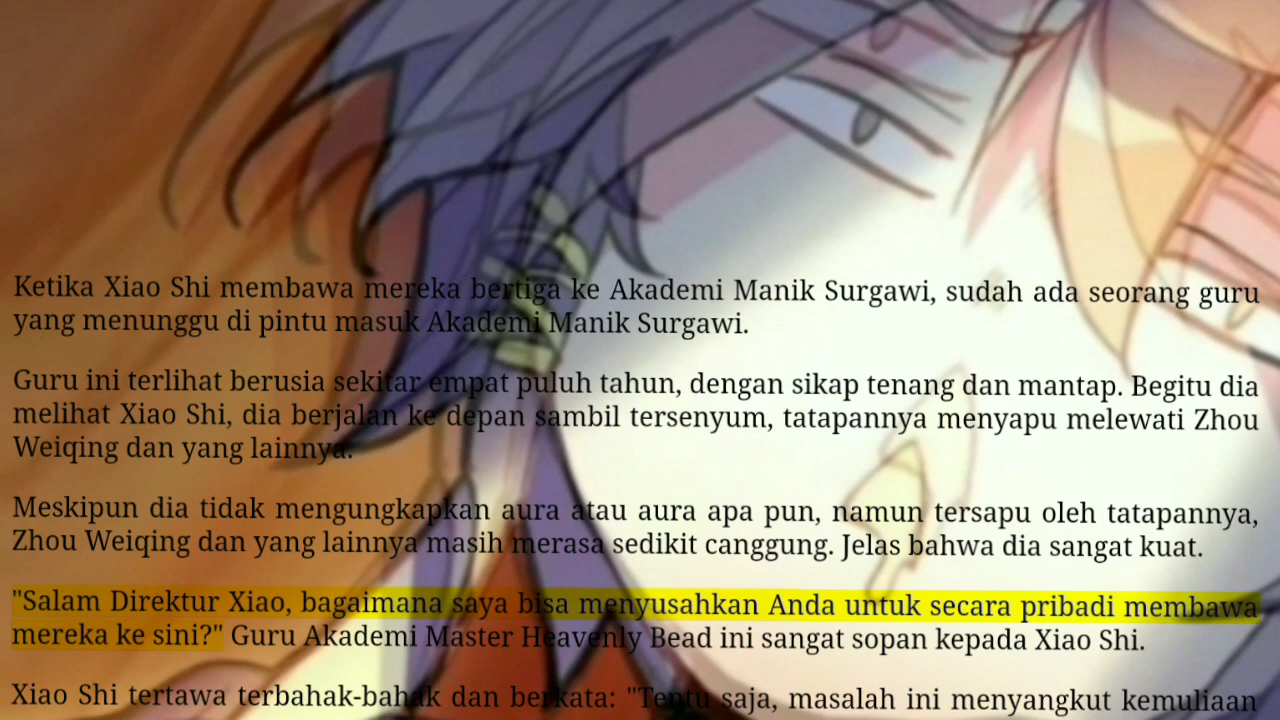 Ketika Xiao Shi membawa mereka bertiga ke Akademi Manik Surgawi, sudah ada seorang guru
yang menunggu di pintu masuk Akademi Manik Surgawi.
Guru ini terlihat berusia sekitar empat puluh tahun, dengan sikap tenang dan mantap. Begitu dia
melihat Xiao Shi, dia berjalan ke depan sambil tersenyum, tatapannya menyapu melewati Zhou
Weiqing dan yang lainnya.
Meskipun dia tidak mengungkapkan aura atau aura apa pun, namun tersapu oleh tatapannya,
Zhou Weiqing dan yang lainnya masih merasa sedikit canggung. Jelas bahwa dia sangat kuat.
"Salam Direktur Xiao, bagaimana saya bisa menyusahkan Anda untuk secara pribadi membawa
mereka ke sini?" Guru Akademi Master Heavenly Bead ini sangat sopan kepada Xiao Shi.
Xiao Shi tertawa terbahak-bahak dan berkata: "Tentu saja, masalah ini menyangkut kemuliaan